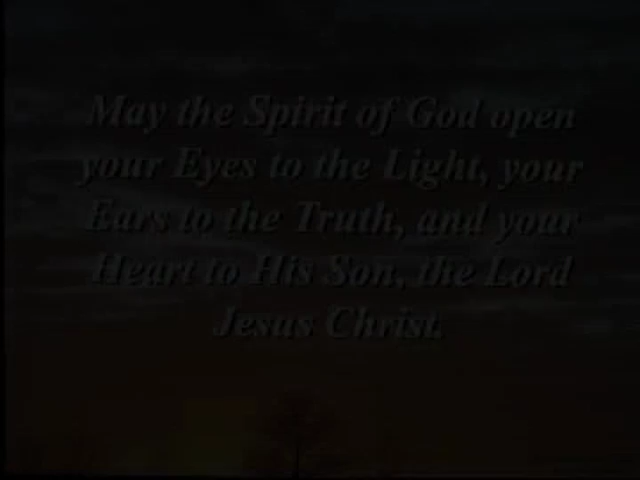 May the Spirit of God open
your Eyes to the Light, your
Ears to the Truth, and your
Heart to His Son, the Lord
Jesus Christ.